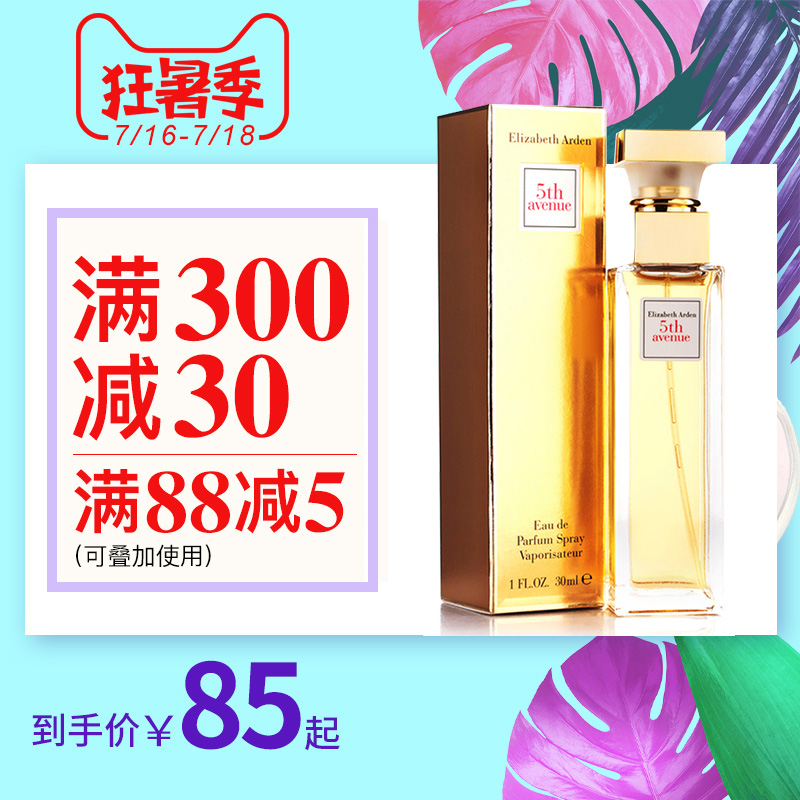 狂暑季
7/16-7/18
满300
减30
满88减5
(可叠加使用)
到手价￥85起
Elizabeth Arden
5th
avenue
Eau de
Parfum Spray
Vaporisateur
1 FL.OZ. 30ml e
Elizabeth Arden
5th
avenue